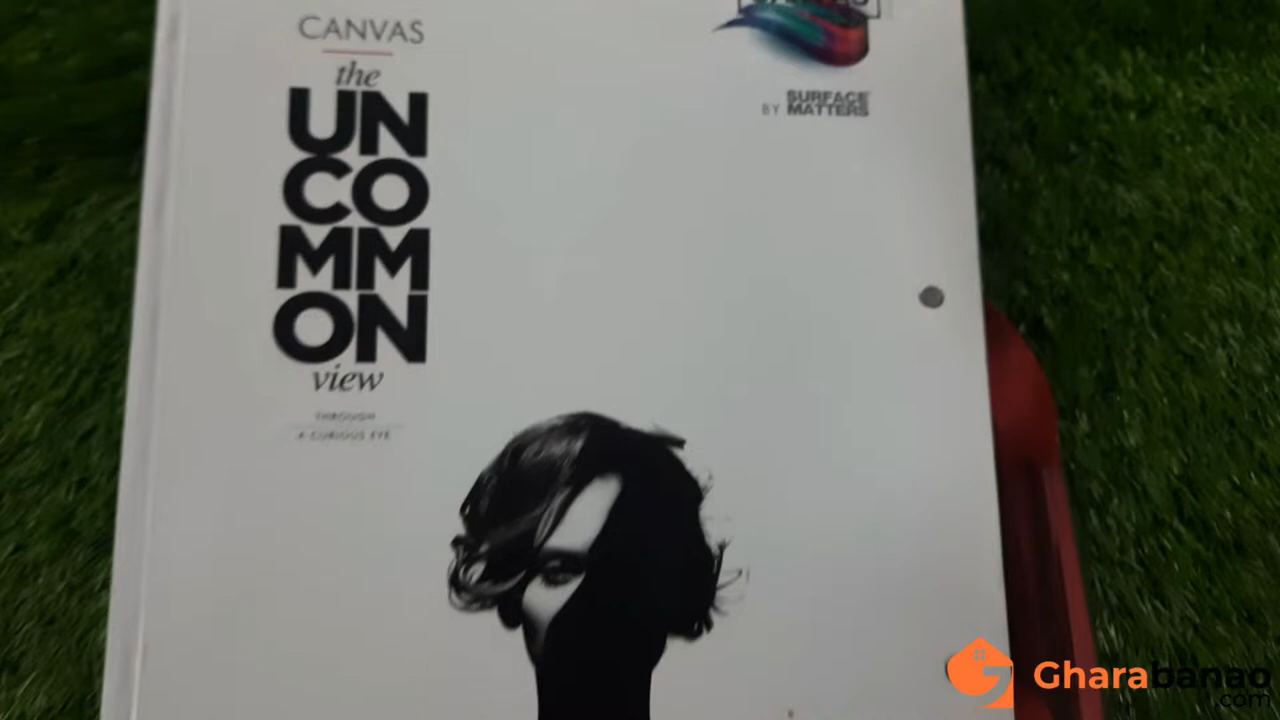 CANVAS
the
UN
CO
MM
ON
view
THROUGH
A CURIOUS EYE
BY SURFACE
MATTERS
Gharabanao
.com